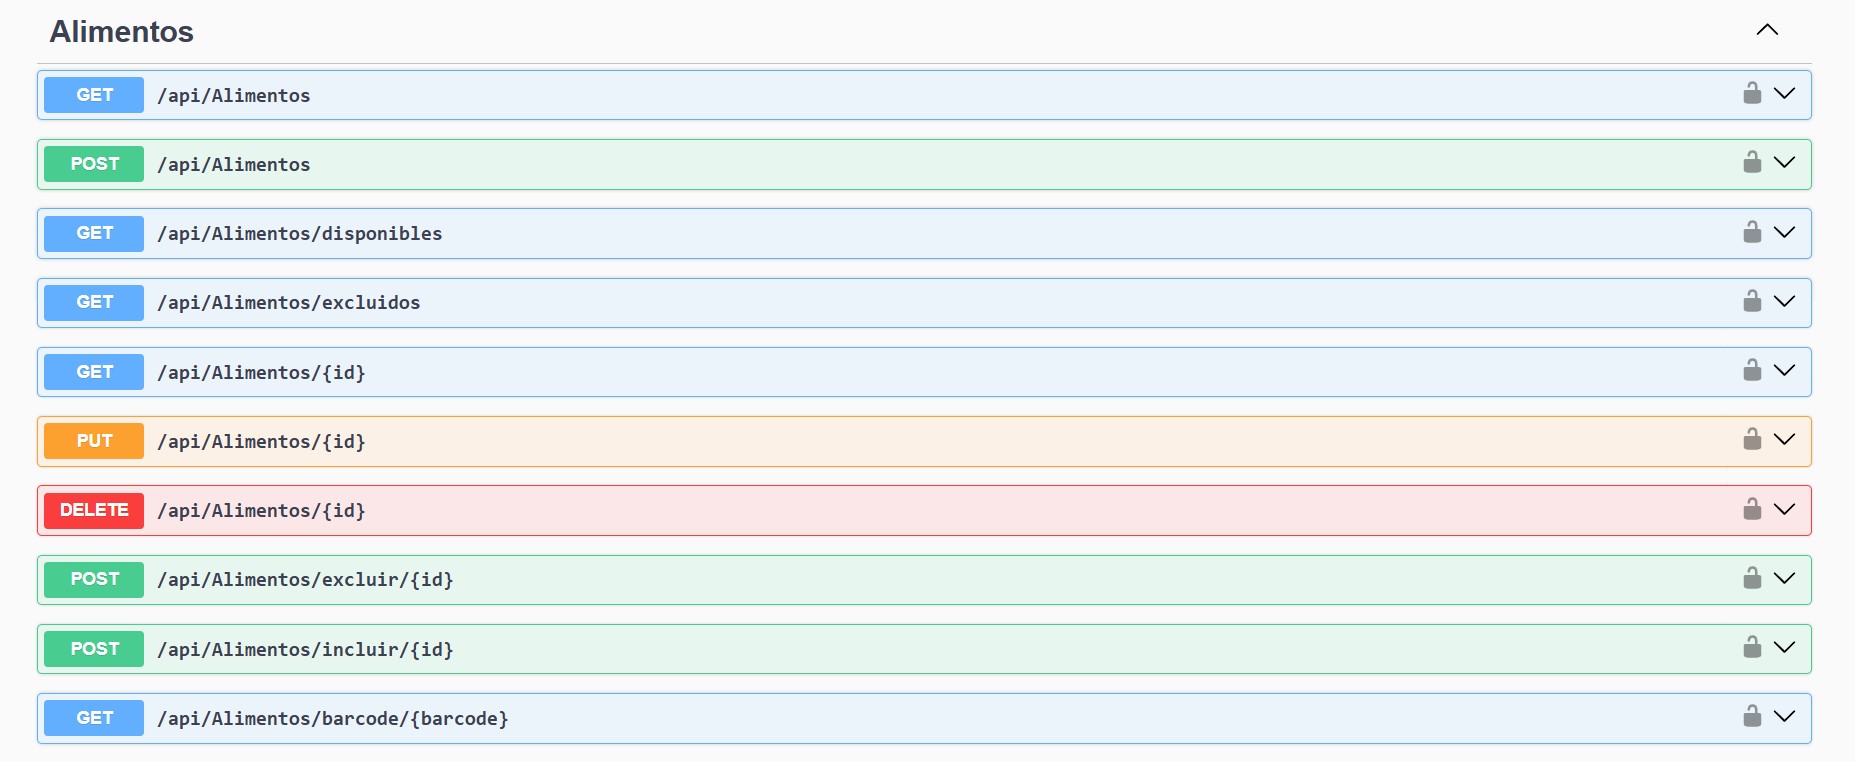 Alimentos
GET /api/Alimentos
POST /api/Alimentos
GET /api/Alimentos/disponibles
GET /api/Alimentos/excluidos
GET /api/Alimentos/{id}
PUT /api/Alimentos/{id}
DELETE /api/Alimentos/{id}
POST /api/Alimentos/excluir/{id}
POST /api/Alimentos/incluir/{id}
GET /api/Alimentos/barcode/{barcode}